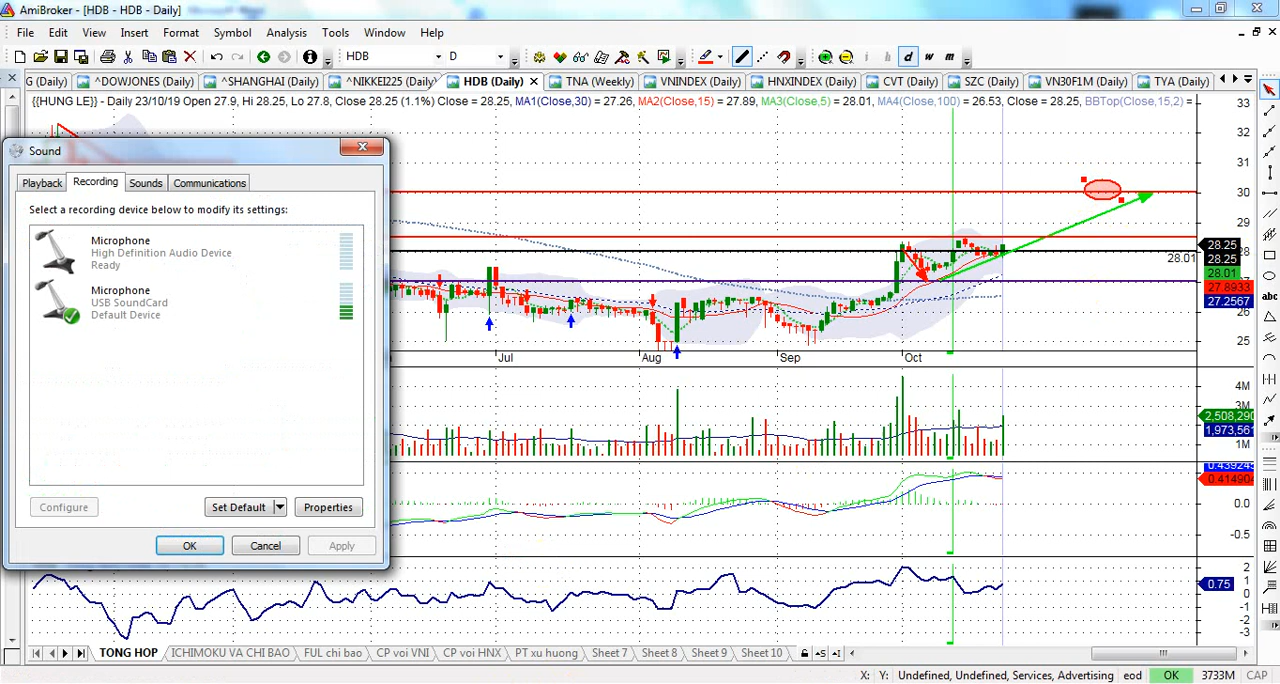 AmiBroker - [HDB - HDB - Daily]
File Edit View Insert Format Symbol Analysis Tools Window Help
HDB D i h d w m
G (Daily) ^DOWJONES (Daily) ^SHANGHAI (Daily) ^NIKKEI225 (Daily) HDB (Daily) TNA (Weekly) VNINDEX (Daily) HNXINDEX (Daily) CVT (Daily) SZC (Daily) VN30F1M (Daily) TYA (Daily)
{{HUNG LE}} - Daily 23/10/19 Open 27.9, Hi 28.25, Lo 27.8, Close 28.25 (1.1%) Close = 28.25, MA1(Close,30) = 27.26, MA2(Close,15) = 27.89, MA3(Close,5) = 28.01, MA4(Close,100) = 26.53, Close = 28.25, BBTop(Close,15,2) =
33
32
31
30
29
28
27
26
25
28.25
28.01
28.25
28.01
27.8933
27.2567
Jul Aug Sep Oct
4M
3M
2,508,290
1,973,561
1M
0.439243
0.414904
0.0
-0.5
2
1
0.75
0
-1
-2
-3
Sound
Playback Recording Sounds Communications
Select a recording device below to modify its settings:
Microphone
High Definition Audio Device
Ready
Microphone
USB SoundCard
Default Device
Configure Set Default Properties
OK Cancel Apply
abc
TONG HOP ICHIMOKU VA CHI BAO FUL chi bao CP voi VNI CP voi HNX PT xu huong Sheet 7 Sheet 8 Sheet 9 Sheet 10
X: Y: Undefined, Undefined, Services, Advertising eod OK 3733M CAP